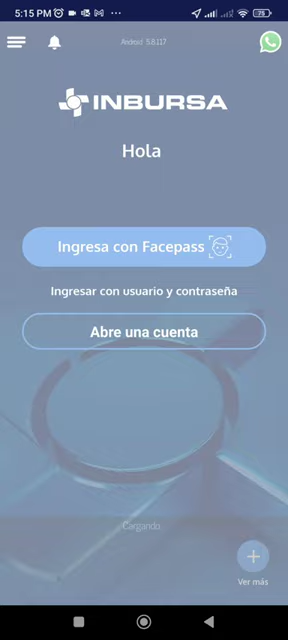 5:15 PM
75
Android 5.8.117
INBURSA
Hola
Ingresa con Facepass
Ingresar con usuario y contraseña
Abre una cuenta
Cargando
Ver más